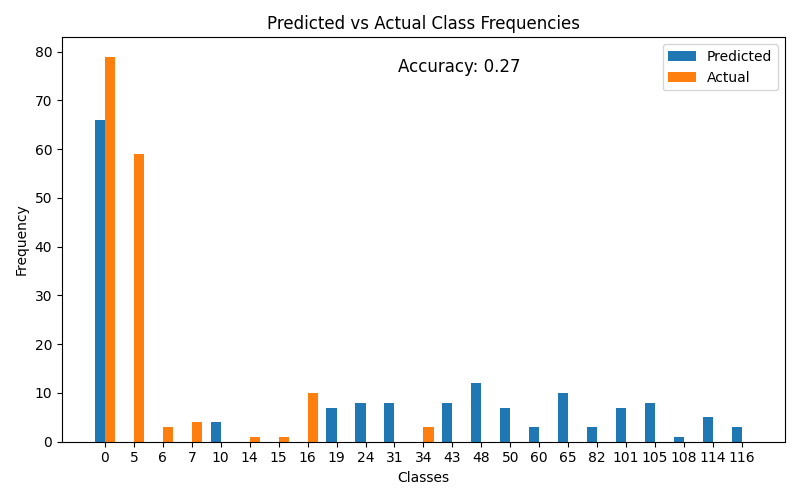 Predicted vs Actual Class Frequencies
Accuracy: 0.27
Predicted
Actual
Frequency
80
70
60
50
40
30
20
10
0
0 5 6 7 10 14 15 16 19 24 31 34 43 48 50 60 65 82 101 105 108 114 116
Classes